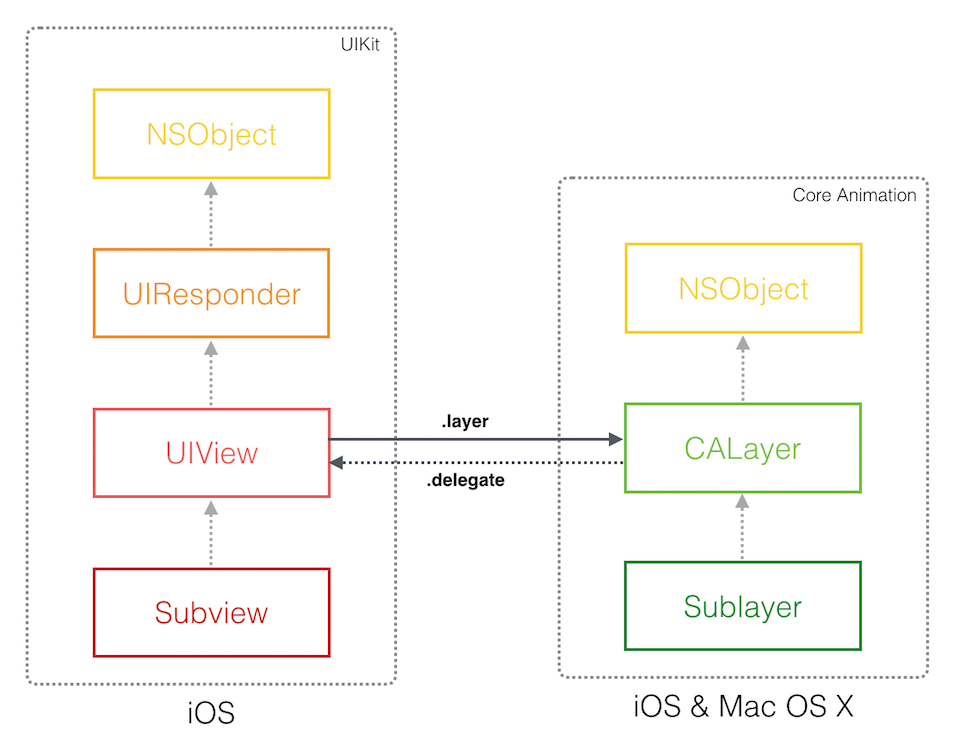 UIKit
NSObject
UIResponder
UIView
Subview
iOS
.layer
.delegate
Core Animation
NSObject
CALayer
Sublayer
iOS & Mac OS X